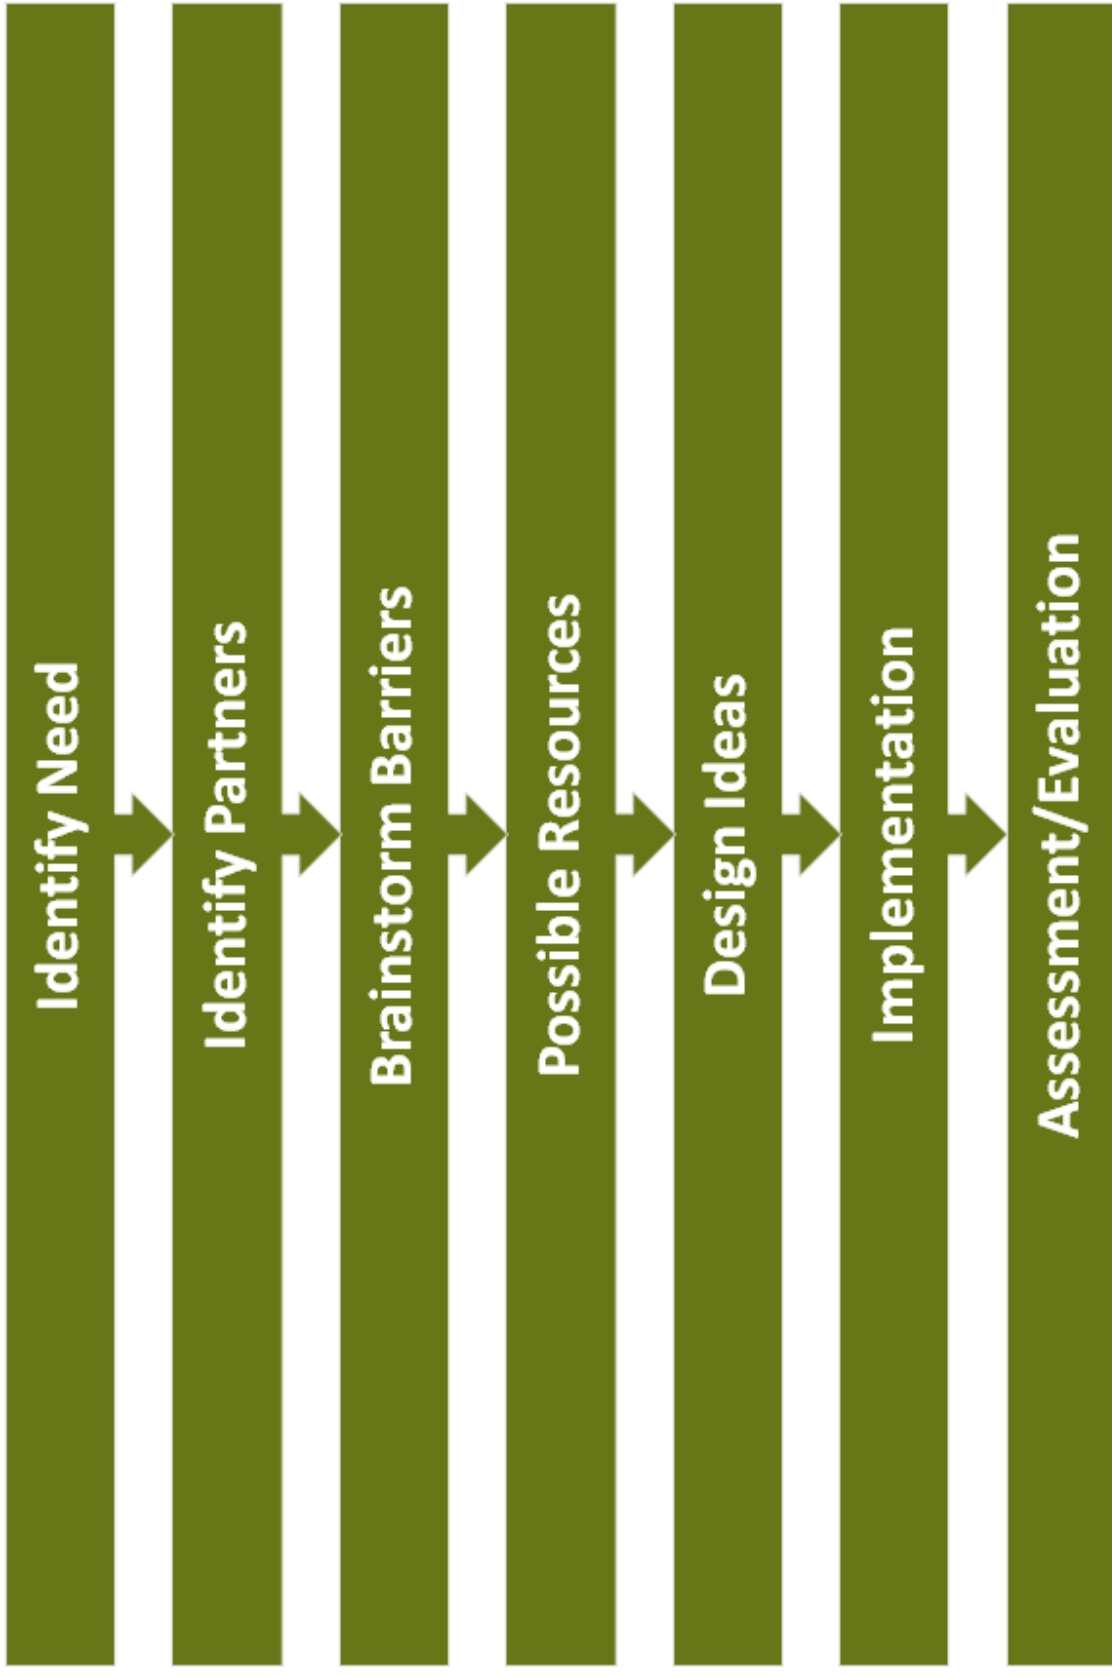 Identify Need
Identify Partners
Brainstorm Barriers
Possible Resources
Design Ideas
Implementation
Assessment/Evaluation